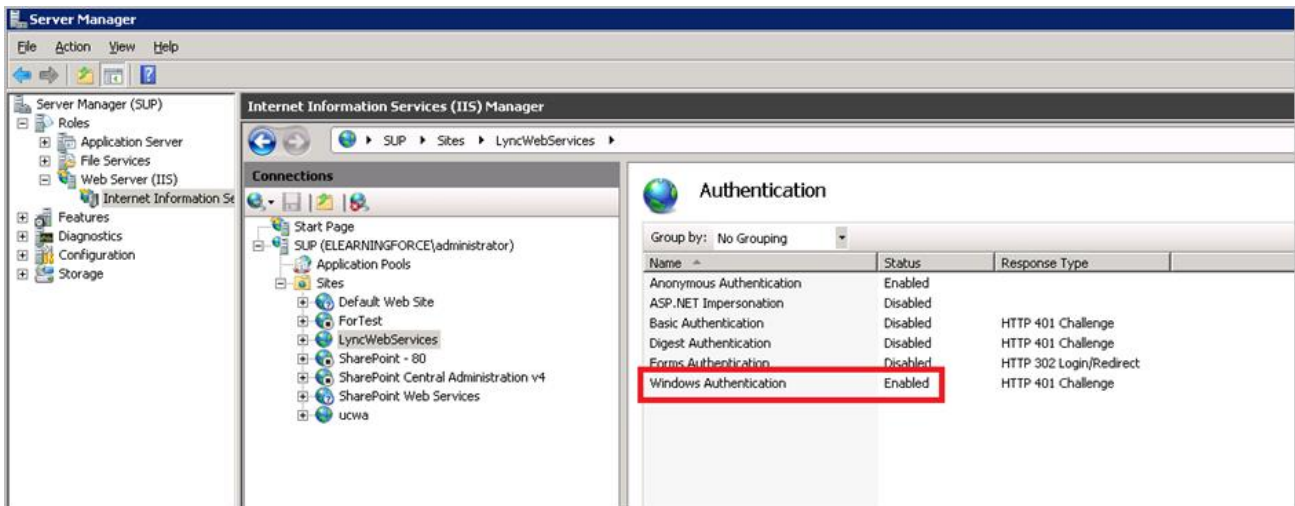 Server Manager
File Action View Help
Server Manager (SUP)
Roles
Application Server
File Services
Web Server (IIS)
Internet Information Se
Features
Diagnostics
Configuration
Storage
Internet Information Services (IIS) Manager
SUP Sites LyncWebServices
Connections
Start Page
SUP (ELEARNINGFORCE\administrator)
Application Pools
Sites
Default Web Site
ForTest
LyncWebServices
SharePoint - 80
SharePoint Central Administration v4
SharePoint Web Services
ucwa
Authentication
Group by: No Grouping
Name Status Response Type
Anonymous Authentication Enabled
ASP.NET Impersonation Disabled
Basic Authentication Disabled HTTP 401 Challenge
Digest Authentication Disabled HTTP 401 Challenge
Forms Authentication Disabled HTTP 302 Login/Redirect
Windows Authentication Enabled HTTP 401 Challenge